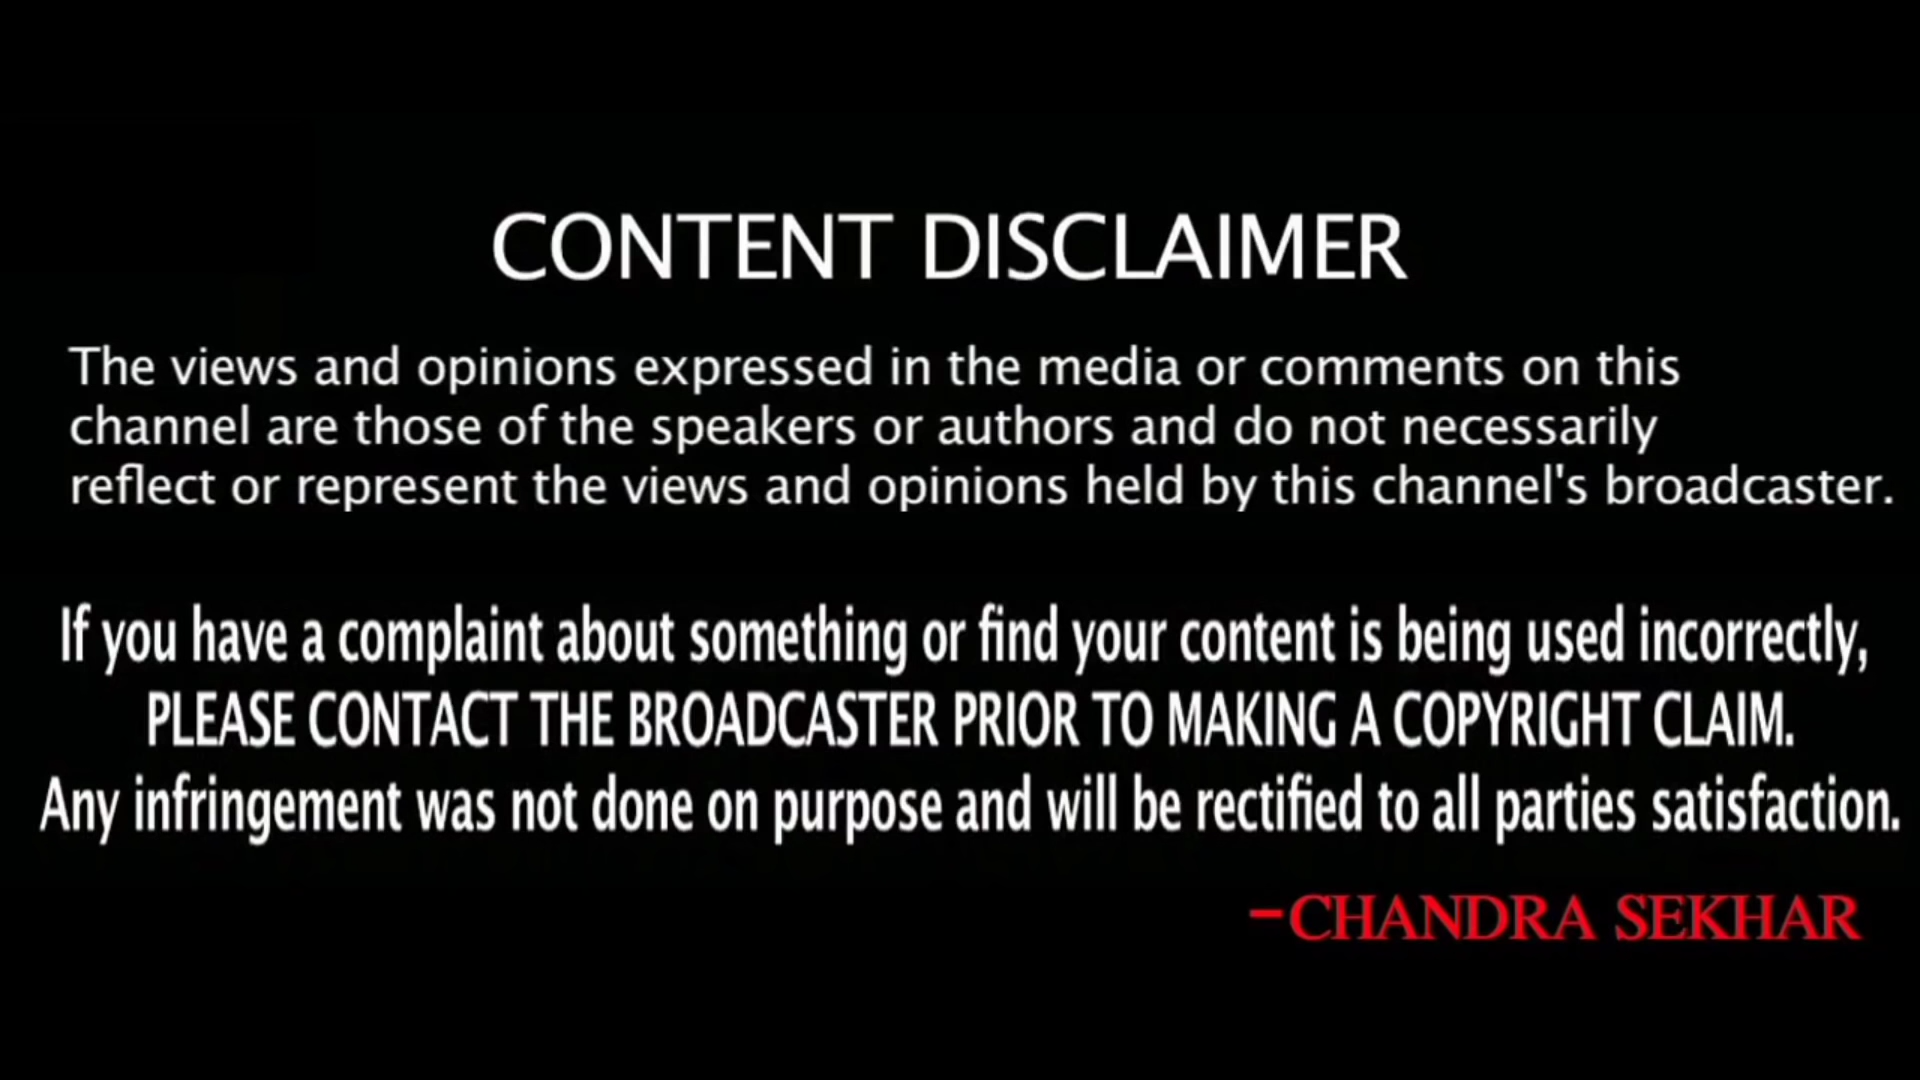 CONTENT DISCLAIMER
The views and opinions expressed in the media or comments on this
channel are those of the speakers or authors and do not necessarily
reflect or represent the views and opinions held by this channel's broadcaster.
If you have a complaint about something or find your content is being used incorrectly,
PLEASE CONTACT THE BROADCASTER PRIOR TO MAKING A COPYRIGHT CLAIM.
Any infringement was not done on purpose and will be rectified to all parties satisfaction.
-CHANDRA SEKHAR